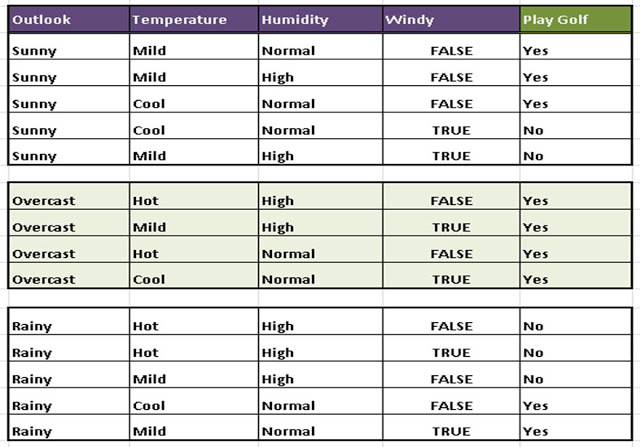 Outlook Temperature Humidity Windy Play Golf
Sunny Mild Normal FALSE Yes
Sunny Mild High FALSE Yes
Sunny Cool Normal FALSE Yes
Sunny Cool Normal TRUE No
Sunny Mild High TRUE No
Overcast Hot High FALSE Yes
Overcast Mild High TRUE Yes
Overcast Hot Normal FALSE Yes
Overcast Cool Normal TRUE Yes
Rainy Hot High FALSE No
Rainy Hot High TRUE No
Rainy Mild High FALSE No
Rainy Cool Normal FALSE Yes
Rainy Mild Normal TRUE Yes